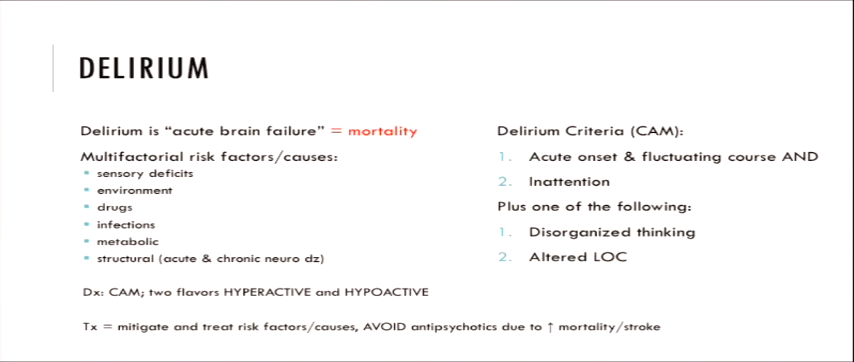 DELIRIUM
Delirium is “acute brain failure” = mortality
Multifactorial risk factors/causes:
• sensory deficits
• environment
• drugs
• infections
• metabolic
• structural (acute & chronic neuro dz)
Dx: CAM; two flavors HYPERACTIVE and HYPOACTIVE
Tx = mitigate and treat risk factors/causes, AVOID antipsychotics due to ↑ mortality/stroke
Delirium Criteria (CAM):
1. Acute onset & fluctuating course AND
2. Inattention
Plus one of the following:
1. Disorganized thinking
2. Altered LOC